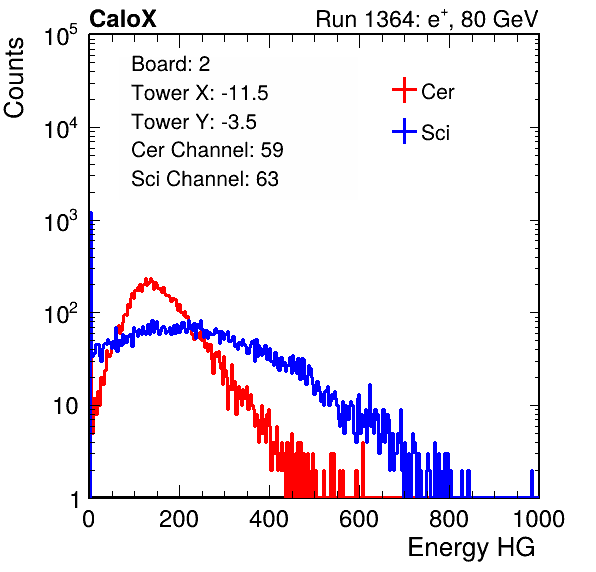 CaloX
Run 1364: e⁺, 80 GeV
Counts
Board: 2
Tower X: -11.5
Tower Y: -3.5
Cer Channel: 59
Sci Channel: 63
Cer
Sci
10⁵
10⁴
10³
10²
10
1
0 200 400 600 800 1000
Energy HG